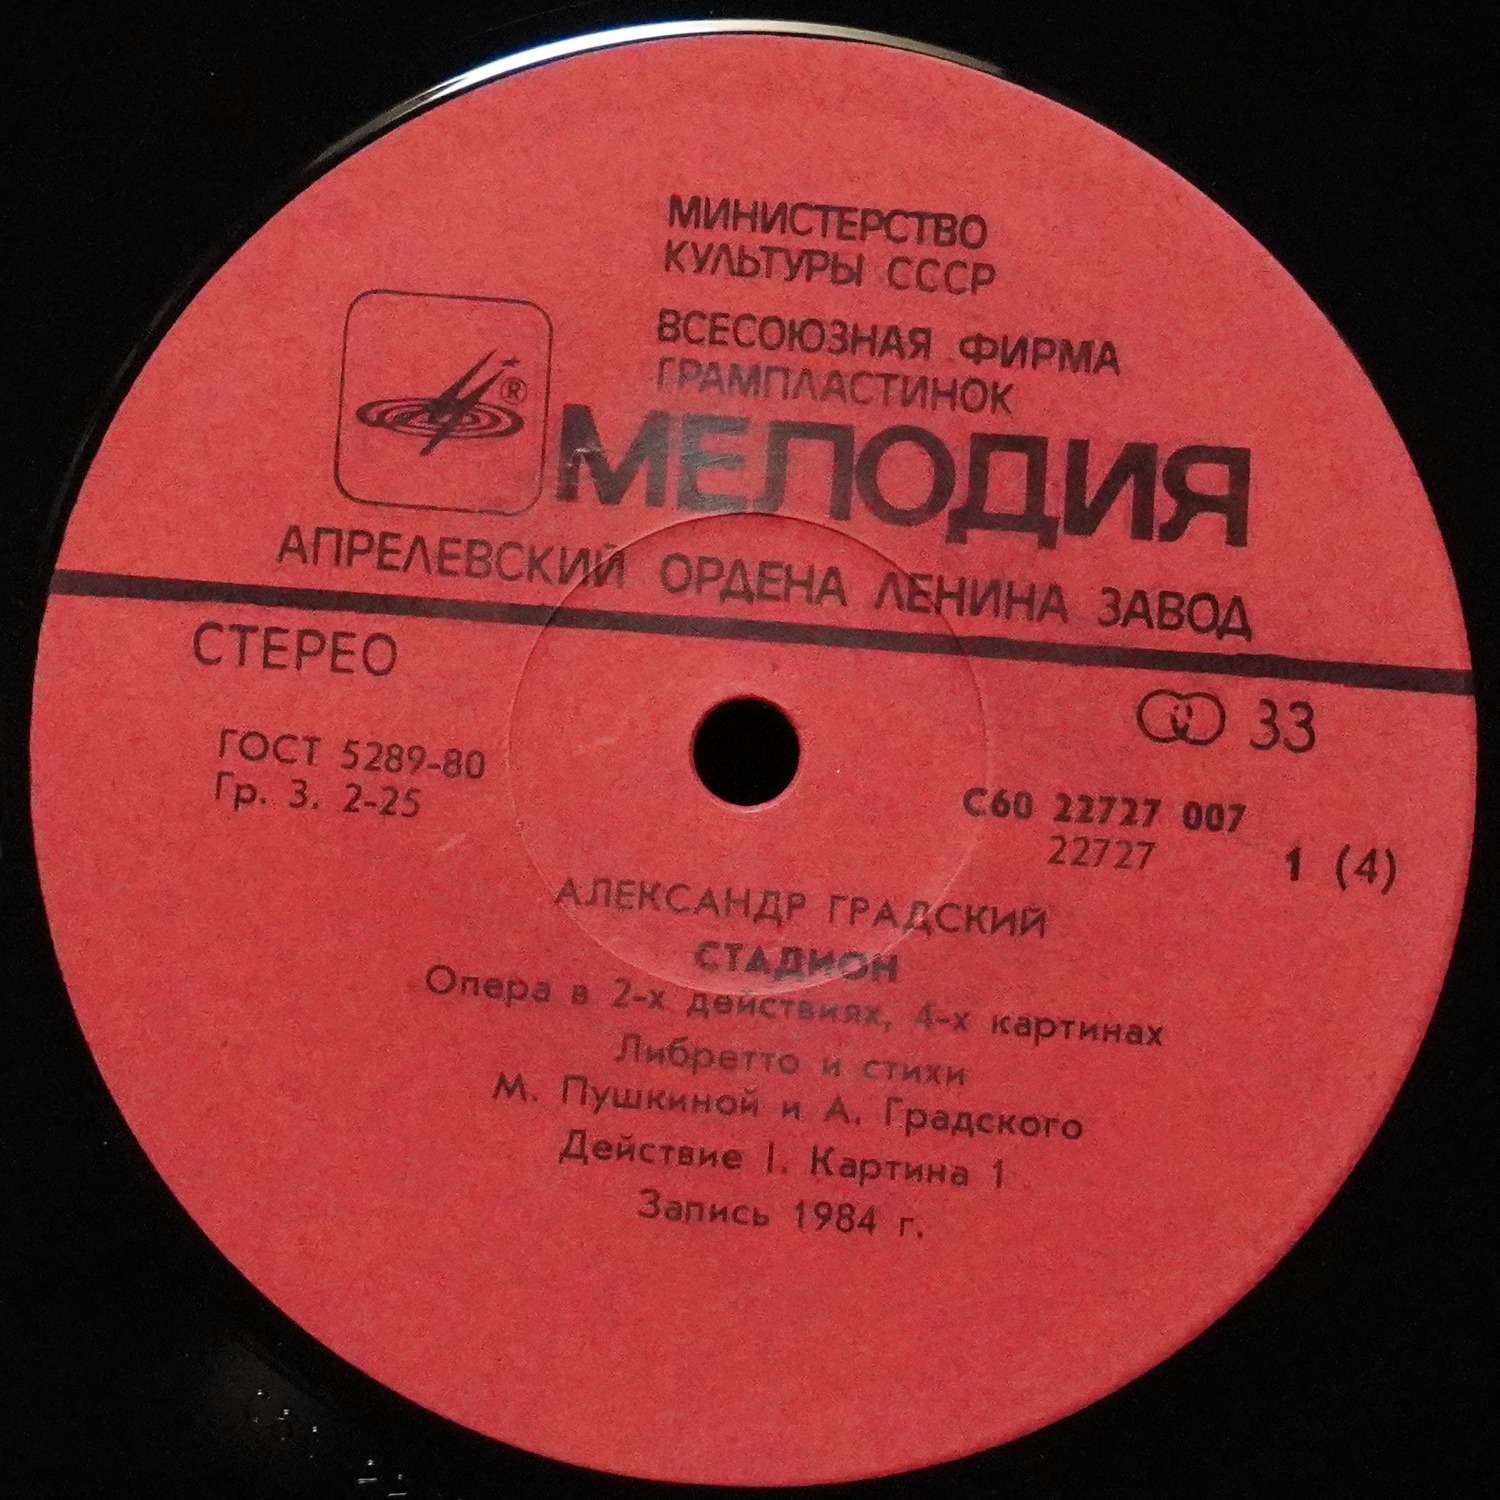 МИНИСТЕРСТВО
КУЛЬТУРЫ СССР
ВСЕСОЮЗНАЯ ФИРМА
ГРАМПЛАСТИНОК
®
МЕЛОДИЯ
АПРЕЛЕВСКИЙ ОРДЕНА ЛЕНИНА ЗАВОД
СТЕРЕО
33
ГОСТ 5289-80
Гр. 3. 2-25
С60 22727 007
22727
1 (4)
АЛЕКСАНДР ГРАДСКИЙ
СТАДИОН
Опера в 2-х действиях, 4-х картинах
Либретто и стихи
М. Пушкиной и А. Градского
Действие I. Картина 1
Запись 1984 г.